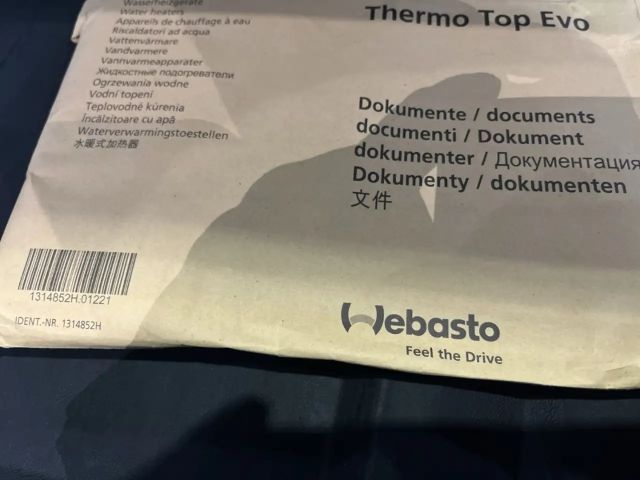 Wasserheizgeräte
Water heaters
Appareils de chauffage à eau
Riscaldatori ad acqua
Vattenvärmare
Vandvarmere
Vannvarmeapparater
Жидкостные подогреватели
Ogrzewania wodne
Vodní topení
Teplovodné kúrenia
Încălzitoare cu apă
Waterverwarmingstoestellen
水暖式加热器
Thermo Top Evo
Dokumente / documents
documenti / Dokument
dokumenter / Документация
Dokumenty / dokumenten
文件
1314852H.01221
IDENT.-NR. 1314852H
Webasto
Feel the Drive